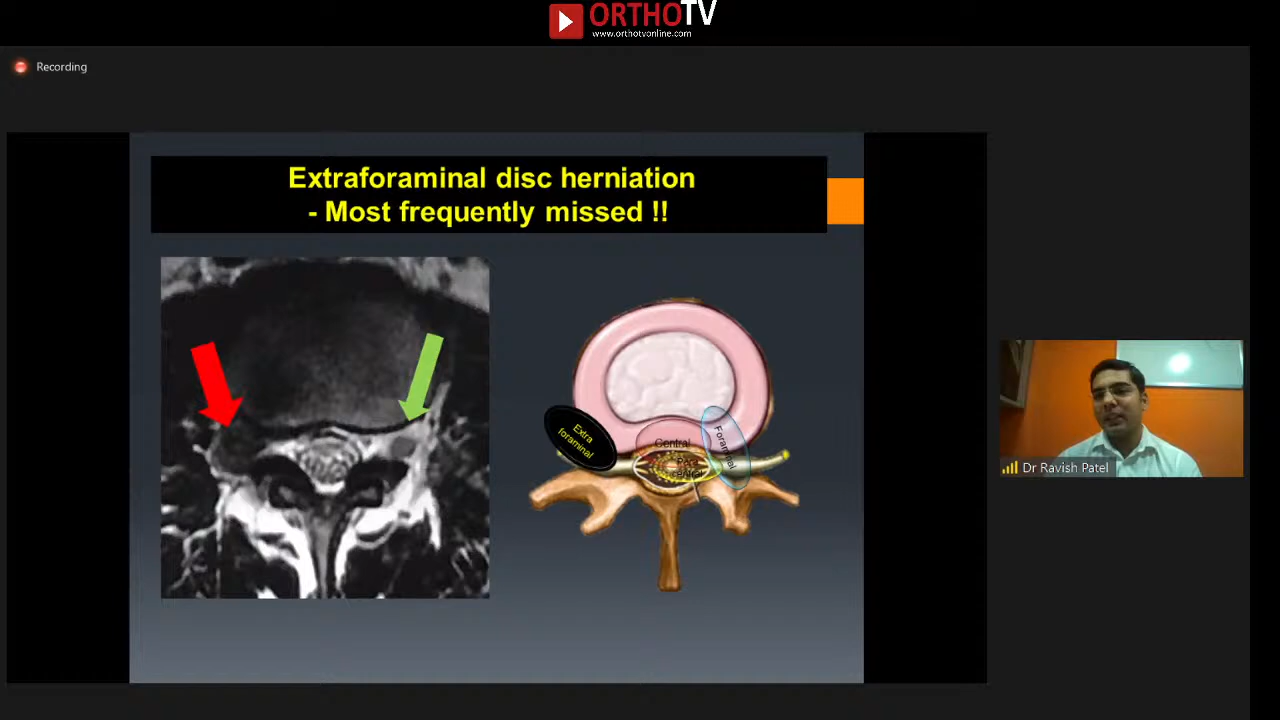 ORTHOTV
www.orthotvonline.com
Recording
Extraforaminal disc herniation
- Most frequently missed !!
Extra
foraminal
Central
Foraminal
Dr Ravish Patel